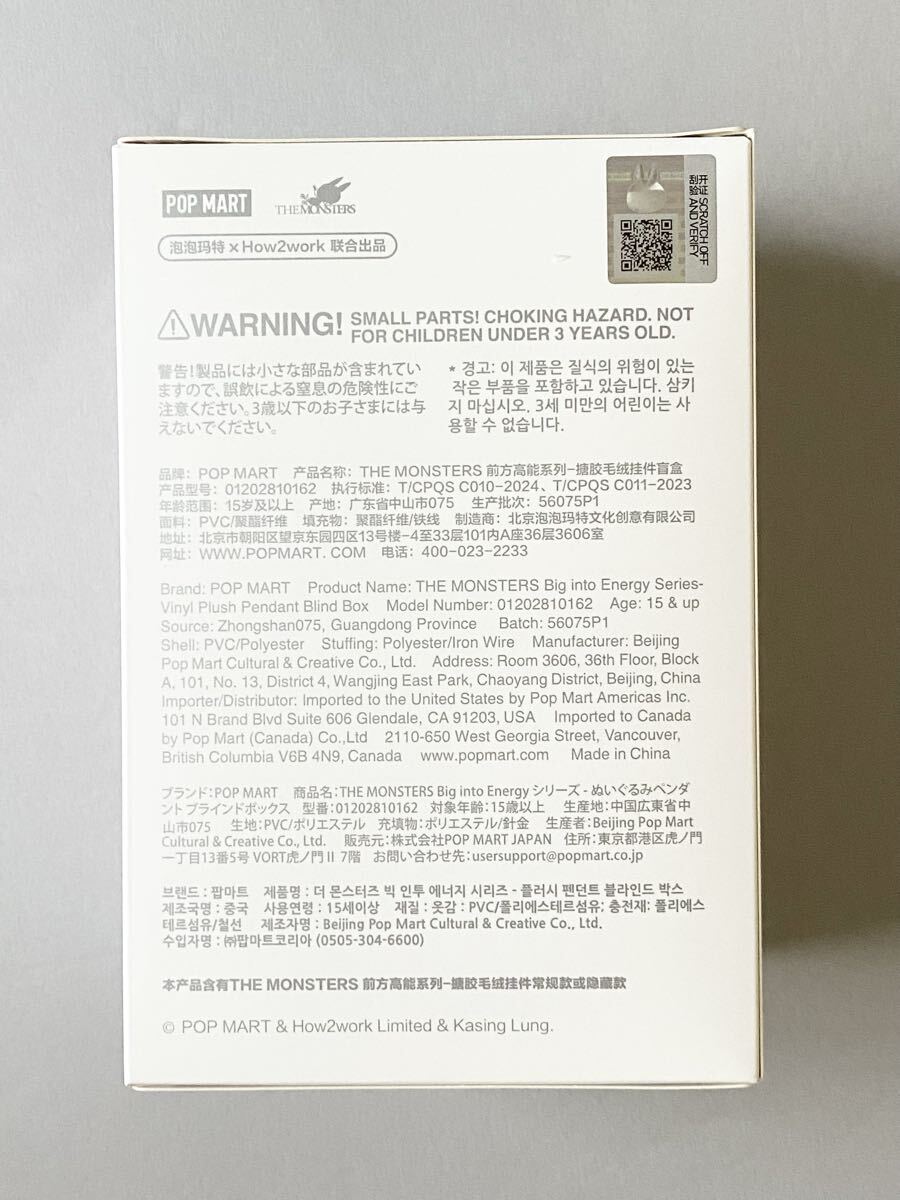 POP MART
THE MONSTERS
泡泡玛特 × How2work 联合出品
刮验
开证
SCRATCH OFF
AND VERIFY
WARNING!
SMALL PARTS! CHOKING HAZARD. NOT
FOR CHILDREN UNDER 3 YEARS OLD.
警告!製品には小さな部品が含まれてい
ますので、誤飲による窒息の危険性にご
注意ください。3歳以下のお子さまには与
えないでください。
* 경고: 이 제품은 질식의 위험이 있는
작은 부품을 포함하고 있습니다. 삼키
지 마십시오. 3세 미만의 어린이는 사
용할 수 없습니다.
品牌: POP MART 产品名称: THE MONSTERS 前方高能系列-搪胶毛绒挂件盲盒
产品型号: 01202810162 执行标准: T/CPQS C010-2024、T/CPQS C011-2023
年龄范围: 15岁及以上 产地: 广东省中山市075 生产批次: 56075P1
面料: PVC/聚酯纤维 填充物: 聚酯纤维/铁线 制造商: 北京泡泡玛特文化创意有限公司
地址: 北京市朝阳区望京东园四区13号楼-4至33层101内A座36层3606室
网址: WWW.POPMART. COM 电话: 400-023-2233
Brand: POP MART Product Name: THE MONSTERS Big into Energy Series-
Vinyl Plush Pendant Blind Box Model Number: 01202810162 Age: 15 & up
Source: Zhongshan075, Guangdong Province Batch: 56075P1
Shell: PVC/Polyester Stuffing: Polyester/Iron Wire Manufacturer: Beijing
Pop Mart Cultural & Creative Co., Ltd. Address: Room 3606, 36th Floor, Block
A, 101, No. 13, District 4, Wangjing East Park, Chaoyang District, Beijing, China
Importer/Distributor: Imported to the United States by Pop Mart Americas Inc.
101 N Brand Blvd Suite 606 Glendale, CA 91203, USA Imported to Canada
by Pop Mart (Canada) Co.,Ltd 2110-650 West Georgia Street, Vancouver,
British Columbia V6B 4N9, Canada www.popmart.com Made in China
ブランド:POP MART 商品名:THE MONSTERS Big into Energy シリーズ - ぬいぐるみペンダ
ント ブラインドボックス 型番:01202810162 対象年齢:15歳以上 生産地:中国広東省中
山市075 生地:PVC/ポリエステル 充填物:ポリエステル/針金 生産者:Beijing Pop Mart
Cultural & Creative Co., Ltd. 販売元:株式会社POP MART JAPAN 住所:東京都港区虎ノ門
一丁目13番5号 VORT虎ノ門Ⅱ 7階 お問い合わせ先:usersupport@popmart.co.jp
브랜드 : 팝마트 제품명 : 더 몬스터즈 빅 인투 에너지 시리즈 - 플러시 펜던트 블라인드 박스
제조국명 : 중국 사용연령 : 15세이상 재질 : 옷감 : PVC/폴리에스테르섬유; 충전재: 폴리에스
테르섬유/철선 제조자명 : Beijing Pop Mart Cultural & Creative Co., Ltd.
수입자명 : ㈜팝마트코리아 (0505-304-6600)
本产品含有THE MONSTERS 前方高能系列-搪胶毛绒挂件常规款或隐藏款
© POP MART & How2work Limited & Kasing Lung.